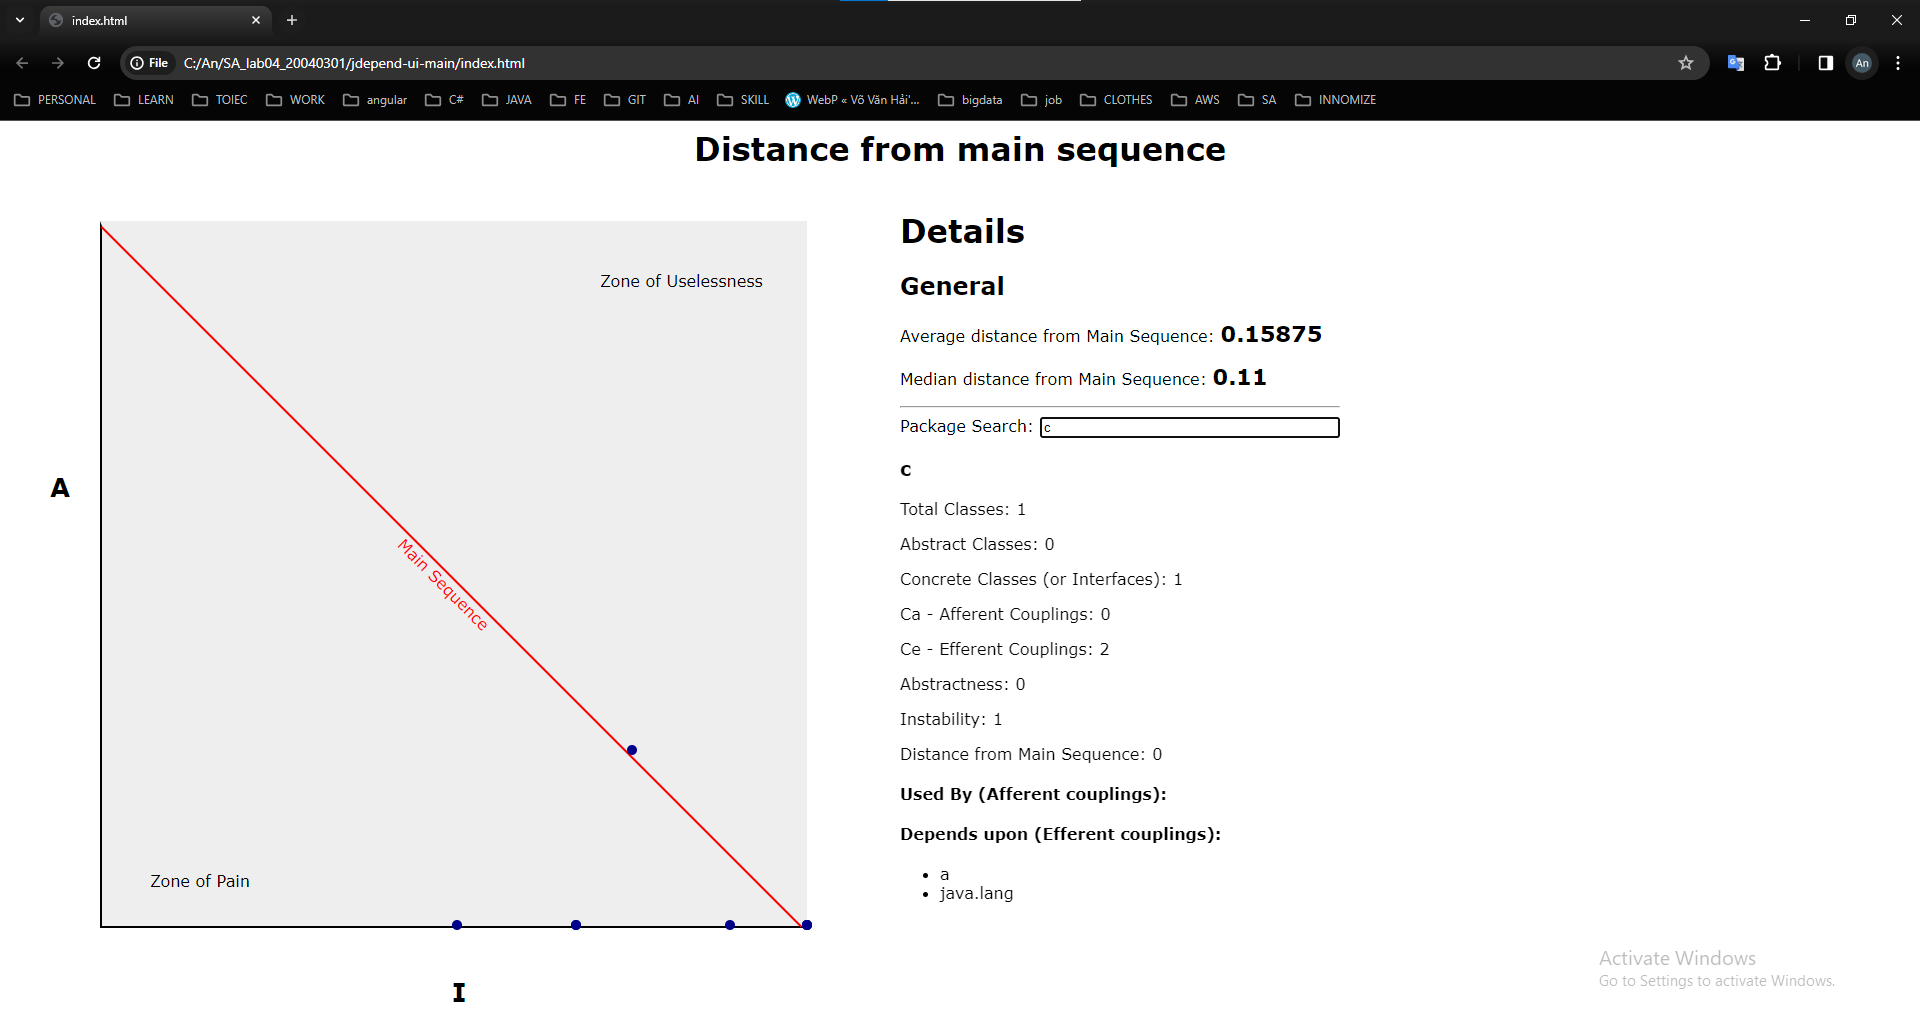 index.html
File C:/An/SA_lab04_20040301/jdepend-ui-main/index.html An
PERSONAL LEARN TOIEC WORK angular C# JAVA FE GIT AI SKILL WebP « Võ Văn Hải'... bigdata job CLOTHES AWS SA INNOMIZE
Distance from main sequence
Zone of Uselessness
A
Main Sequence
Zone of Pain
I
Details
General
Average distance from Main Sequence: 0.15875
Median distance from Main Sequence: 0.11
Package Search: c
c
Total Classes: 1
Abstract Classes: 0
Concrete Classes (or Interfaces): 1
Ca - Afferent Couplings: 0
Ce - Efferent Couplings: 2
Abstractness: 0
Instability: 1
Distance from Main Sequence: 0
Used By (Afferent couplings):
Depends upon (Efferent couplings):
a
java.lang
Activate Windows
Go to Settings to activate Windows.